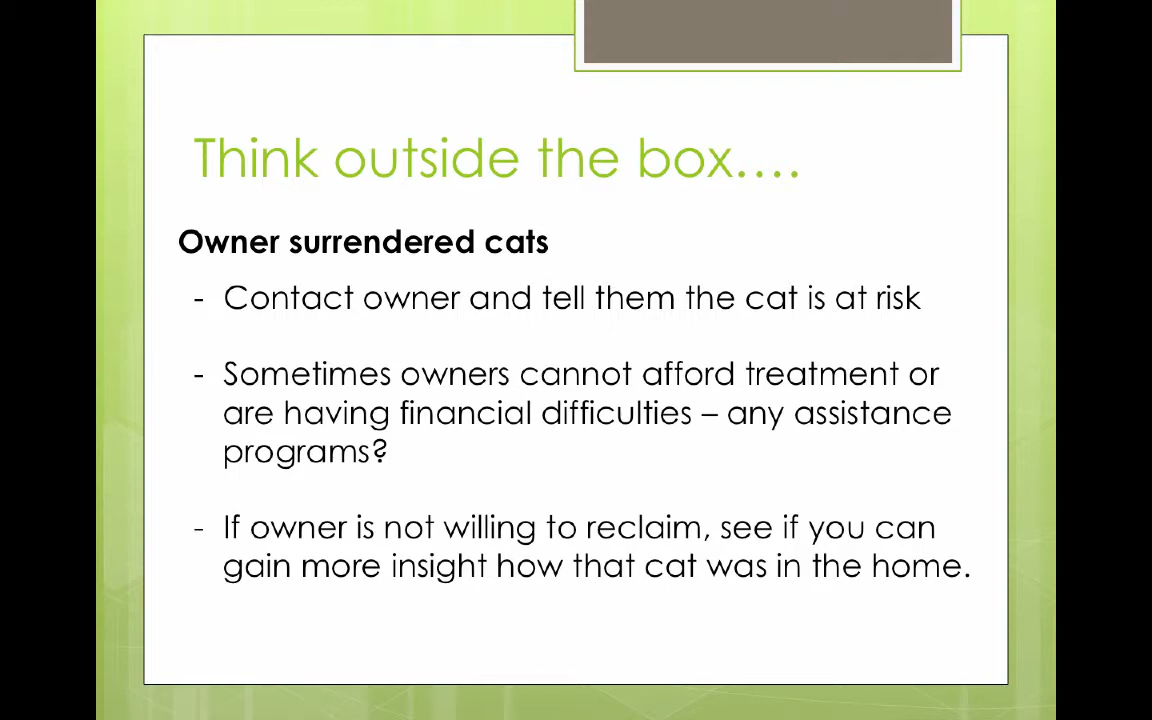 Think outside the box....
Owner surrendered cats
- Contact owner and tell them the cat is at risk
- Sometimes owners cannot afford treatment or
are having financial difficulties – any assistance
programs?
- If owner is not willing to reclaim, see if you can
gain more insight how that cat was in the home.